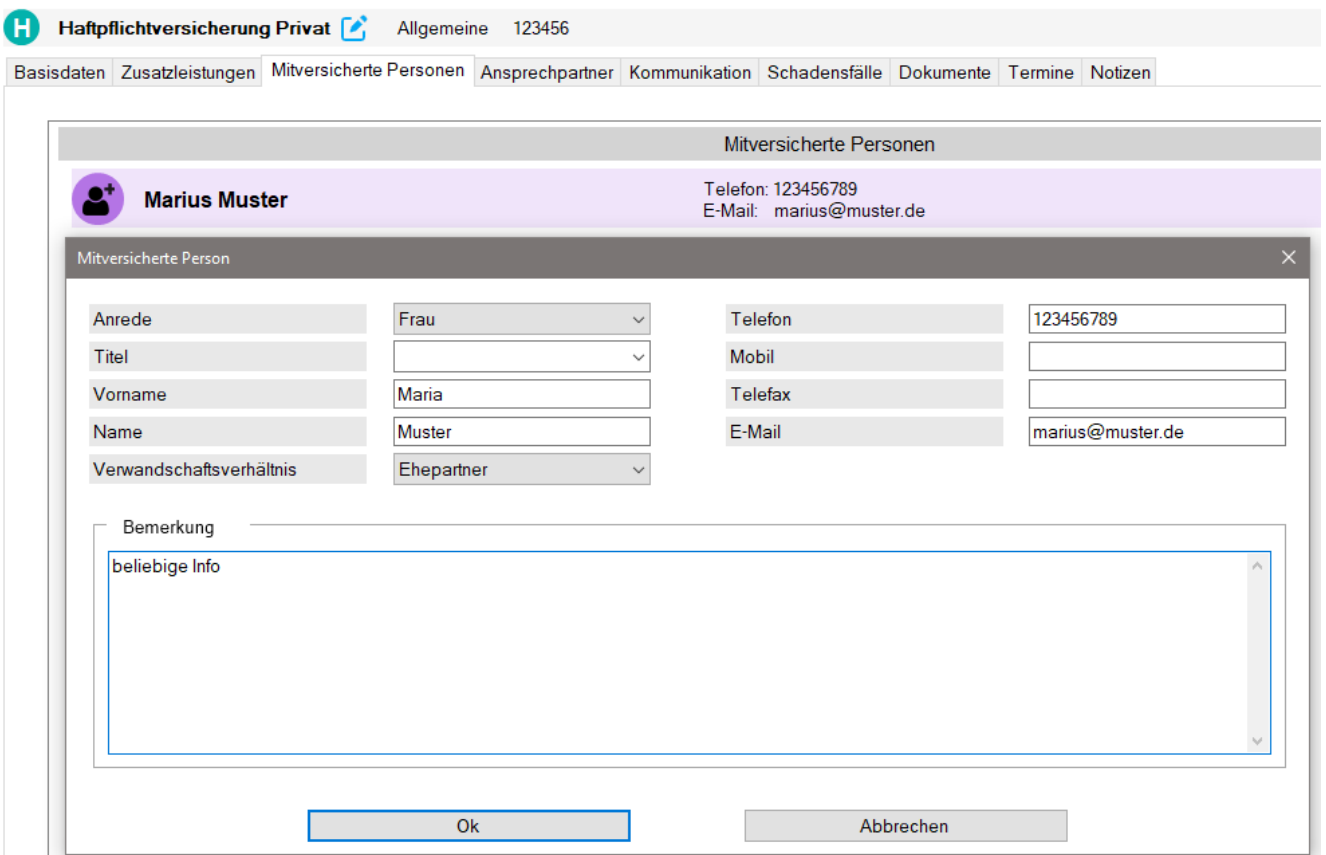 H Haftpflichtversicherung Privat Allgemeine 123456
Basisdaten Zusatzleistungen Mitversicherte Personen Ansprechpartner Kommunikation Schadensfälle Dokumente Termine Notizen
Mitversicherte Personen
Marius Muster
Telefon: 123456789
E-Mail: marius@muster.de
Mitversicherte Person
Anrede Frau Telefon 123456789
Titel Mobil
Vorname Maria Telefax
Name Muster E-Mail marius@muster.de
Verwandschaftsverhältnis Ehepartner
Bemerkung
beliebige Info
Ok Abbrechen